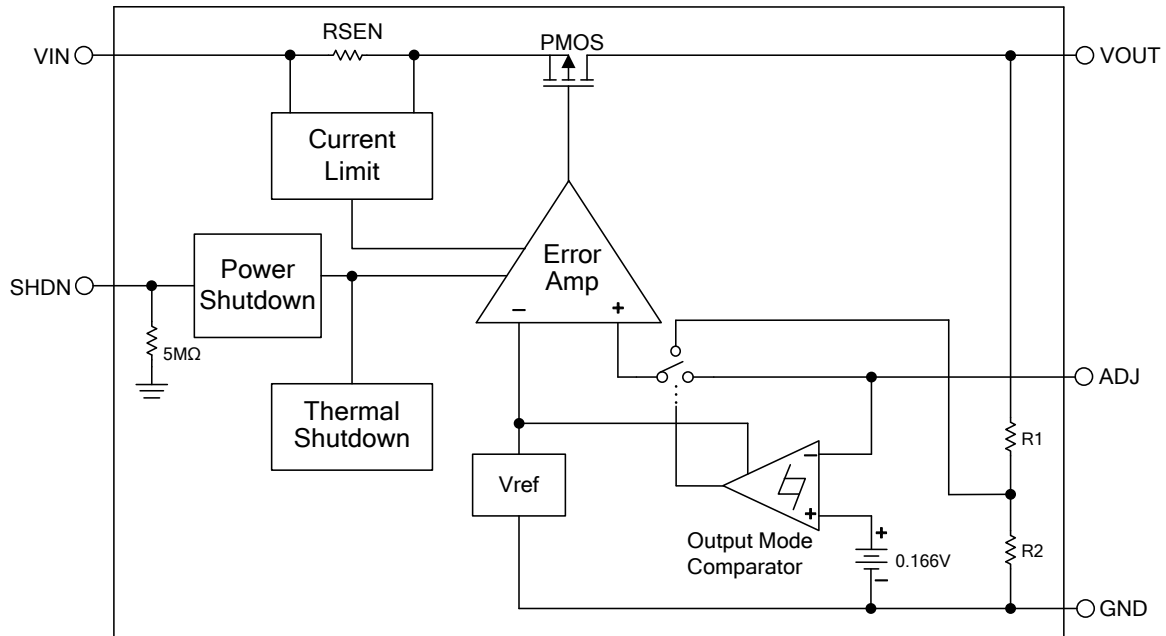 RSEN
PMOS
VIN
VOUT
Current
Limit
Error
Amp
Power
Shutdown
SHDN
− +
5MΩ
ADJ
Thermal
Shutdown
R1
−
Vref
+
Output Mode
Comparator
+
0.166V
−
R2
GND